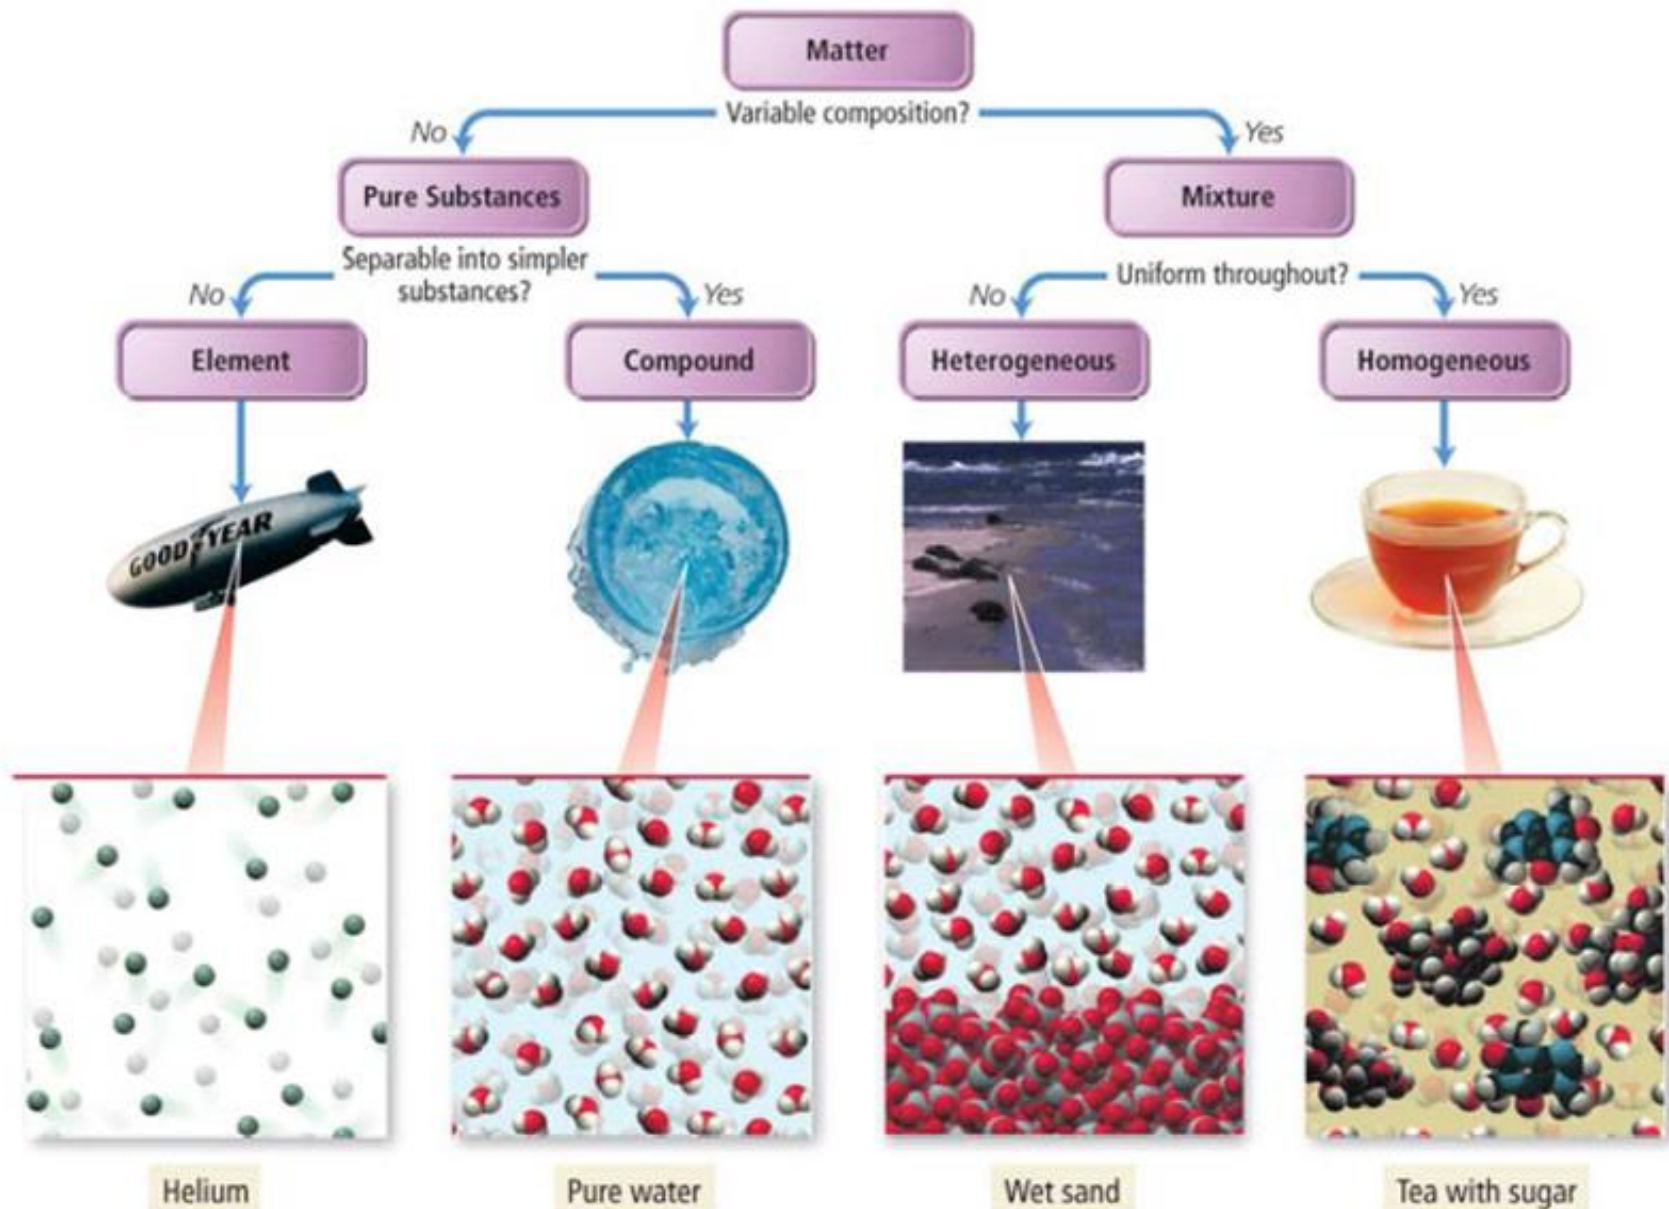 Matter
Variable composition?
No
Yes
Pure Substances
Mixture
Separable into simpler
substances?
No
Yes
Uniform throughout?
No
Yes
Element
Compound
Heterogeneous
Homogeneous
GOODYEAR
Helium
Pure water
Wet sand
Tea with sugar